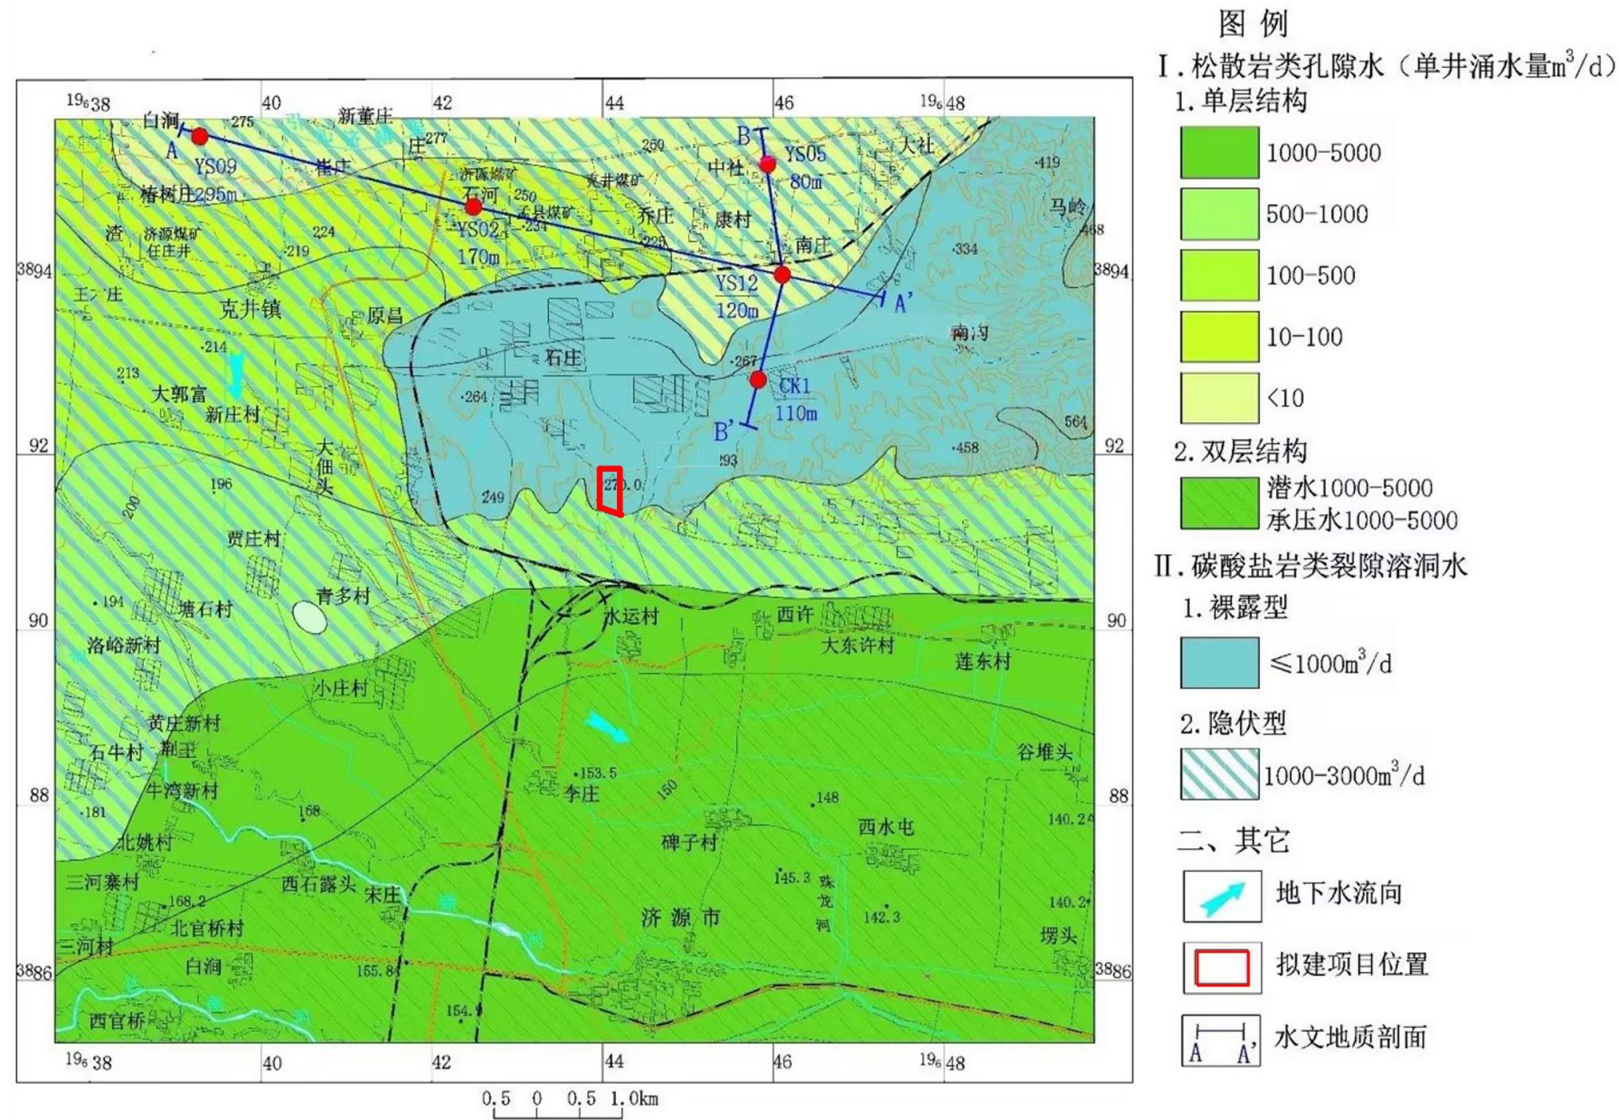 图 例
Ⅰ.松散岩类孔隙水（单井涌水量m³/d）
1.单层结构
1000-5000
500-1000
100-500
10-100
<10
2.双层结构
潜水1000-5000
承压水1000-5000
Ⅱ.碳酸盐岩类裂隙溶洞水
1.裸露型
≤1000m³/d
2.隐伏型
1000-3000m³/d
二、其它
地下水流向
拟建项目位置
A A'
水文地质剖面
19₆38 40 42 44 46 19₆48
白涧 275 新董庄 庄 277 260 B 大社 419
A YS09 崔庄 济源煤矿 克井煤矿 中社 YS05
80m
椿树庄 295m 石河 250 孟县煤矿 乔庄 康村 马岭
渣 济源煤矿 224 YS02 234 468
任庄井 219 170m 225 南庄 334
3894 3894
克井镇 原昌 YS12 A'
120m
214 石庄 267 南沟
213 大郭富 新庄村 264 CK1
110m
B' 564
92 大佃头 293 458 92
196 249 270.0
200
贾庄村
194 塘石村 青多村
90 水运村 西许 90
洛峪新村 大东许村 莲东村
小庄村
黄庄新村
石牛村 荆王 谷堆头
153.5
88 牛湾新村 李庄 150 148 88
181 168 140.2
北姚村 碑子村 西水屯
三河寨村 西石露头 宋庄 145.3 珠龙河
168.2 142.3 140.2
北官桥村 济源市 堽头
三河村
白涧
3886 155.8 3886
西官桥 154.9
19₆38 40 42 44 46 19₆48
0.5 0 0.5 1.0km